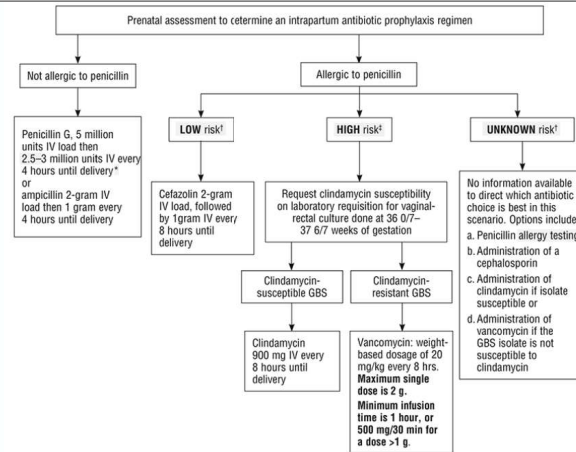 Prenatal assessment to cetermine an intrapartum antibiotic prophylaxis regimen
Not allergic to penicillin
Allergic to penicillin
Penicillin G, 5 million
units IV load then
2.5–3 million units IV every
4 hours until delivery*
or
ampicillin 2-gram IV
load then 1 gram every
4 hours until delivery
LOW risk†
HIGH risk‡
UNKNOWN risk†
Cefazolin 2-gram
IV load, followed
by 1gram IV every
8 hours until
delivery
Request clindamycin susceptibility
on laboratory requisition for vaginal-
rectal culture done at 36 0/7–
37 6/7 weeks of gestation
No information available
to direct which antibiotic
choice is best in this
scenario. Options include
a. Penicillin allergy testing
b. Administration of a
cephalosporin
c. Administration of
clindamycin if isolate
susceptible or
d. Administration of
vancomycin if the
GBS isolate is not
susceptible to
clindamycin
Clindamycin-
susceptible GBS
Clindamycin-
resistant GBS
Clindamycin
900 mg IV every
8 hours until
delivery
Vancomycin: weight-
based dosage of 20
mg/kg every 8 hrs.
Maximum single
dose is 2 g.
Minimum infusion
time is 1 hour, or
500 mg/30 min for
a dose >1 g.